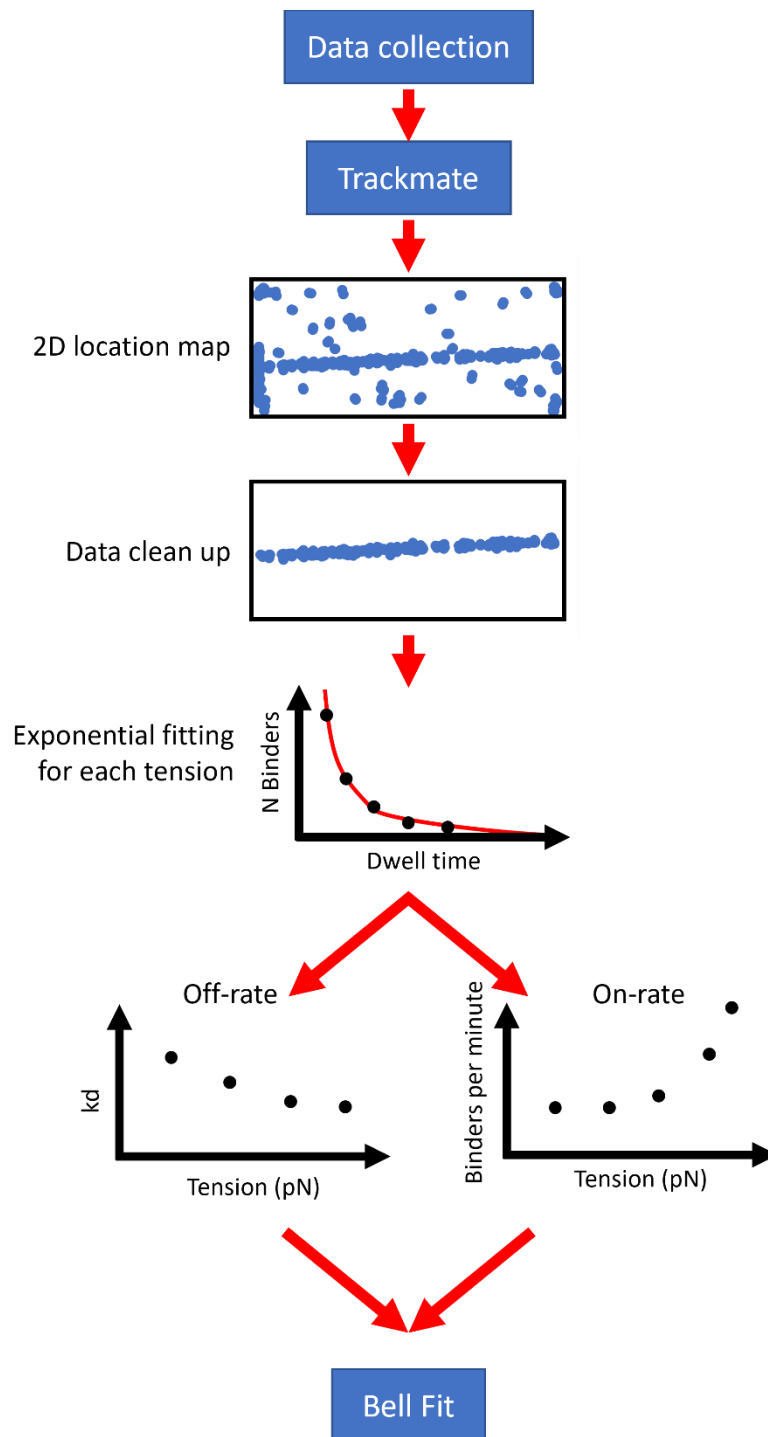 Data collection
Trackmate
2D location map
Data clean up
Exponential fitting
for each tension
N Binders
Dwell time
Off-rate
kd
Tension (pN)
On-rate
Binders per minute
Tension (pN)
Bell Fit